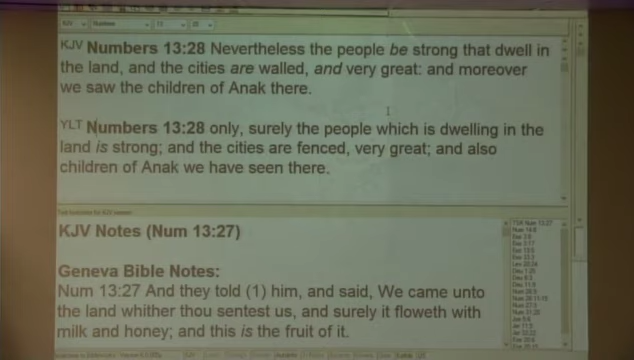 KJV Numbers 13:28 Nevertheless the people be strong that dwell in
the land, and the cities are walled, and very great: and moreover
we saw the children of Anak there.
YLT Numbers 13:28 only, surely the people which is dwelling in the
land is strong; and the cities are fenced, very great; and also
children of Anak we have seen there.
KJV Notes (Num 13:27)
Geneva Bible Notes:
Num 13:27 And they told (1) him, and said, We came unto
the land whither thou sentest us, and surely it floweth with
milk and honey; and this is the fruit of it.